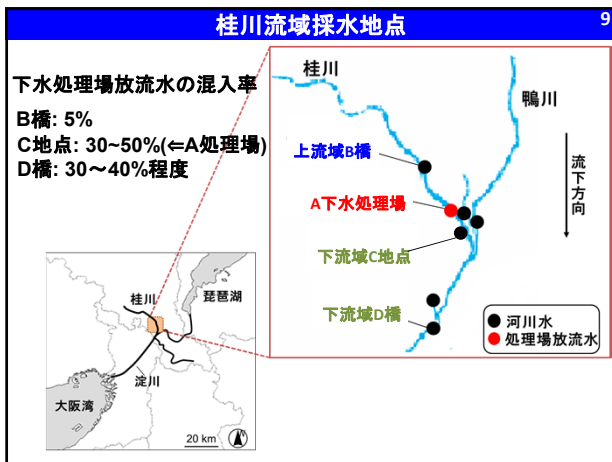 桂川流域採水地点
9
下水処理場放流水の混入率
B橋: 5%
C地点: 30~50%(⇐A処理場)
D橋: 30～40%程度
桂川
鴨川
上流域B橋
A下水処理場
下流域C地点
下流域D橋
流下方向
河川水
処理場放流水
桂川
琵琶湖
淀川
大阪湾
20 km
N